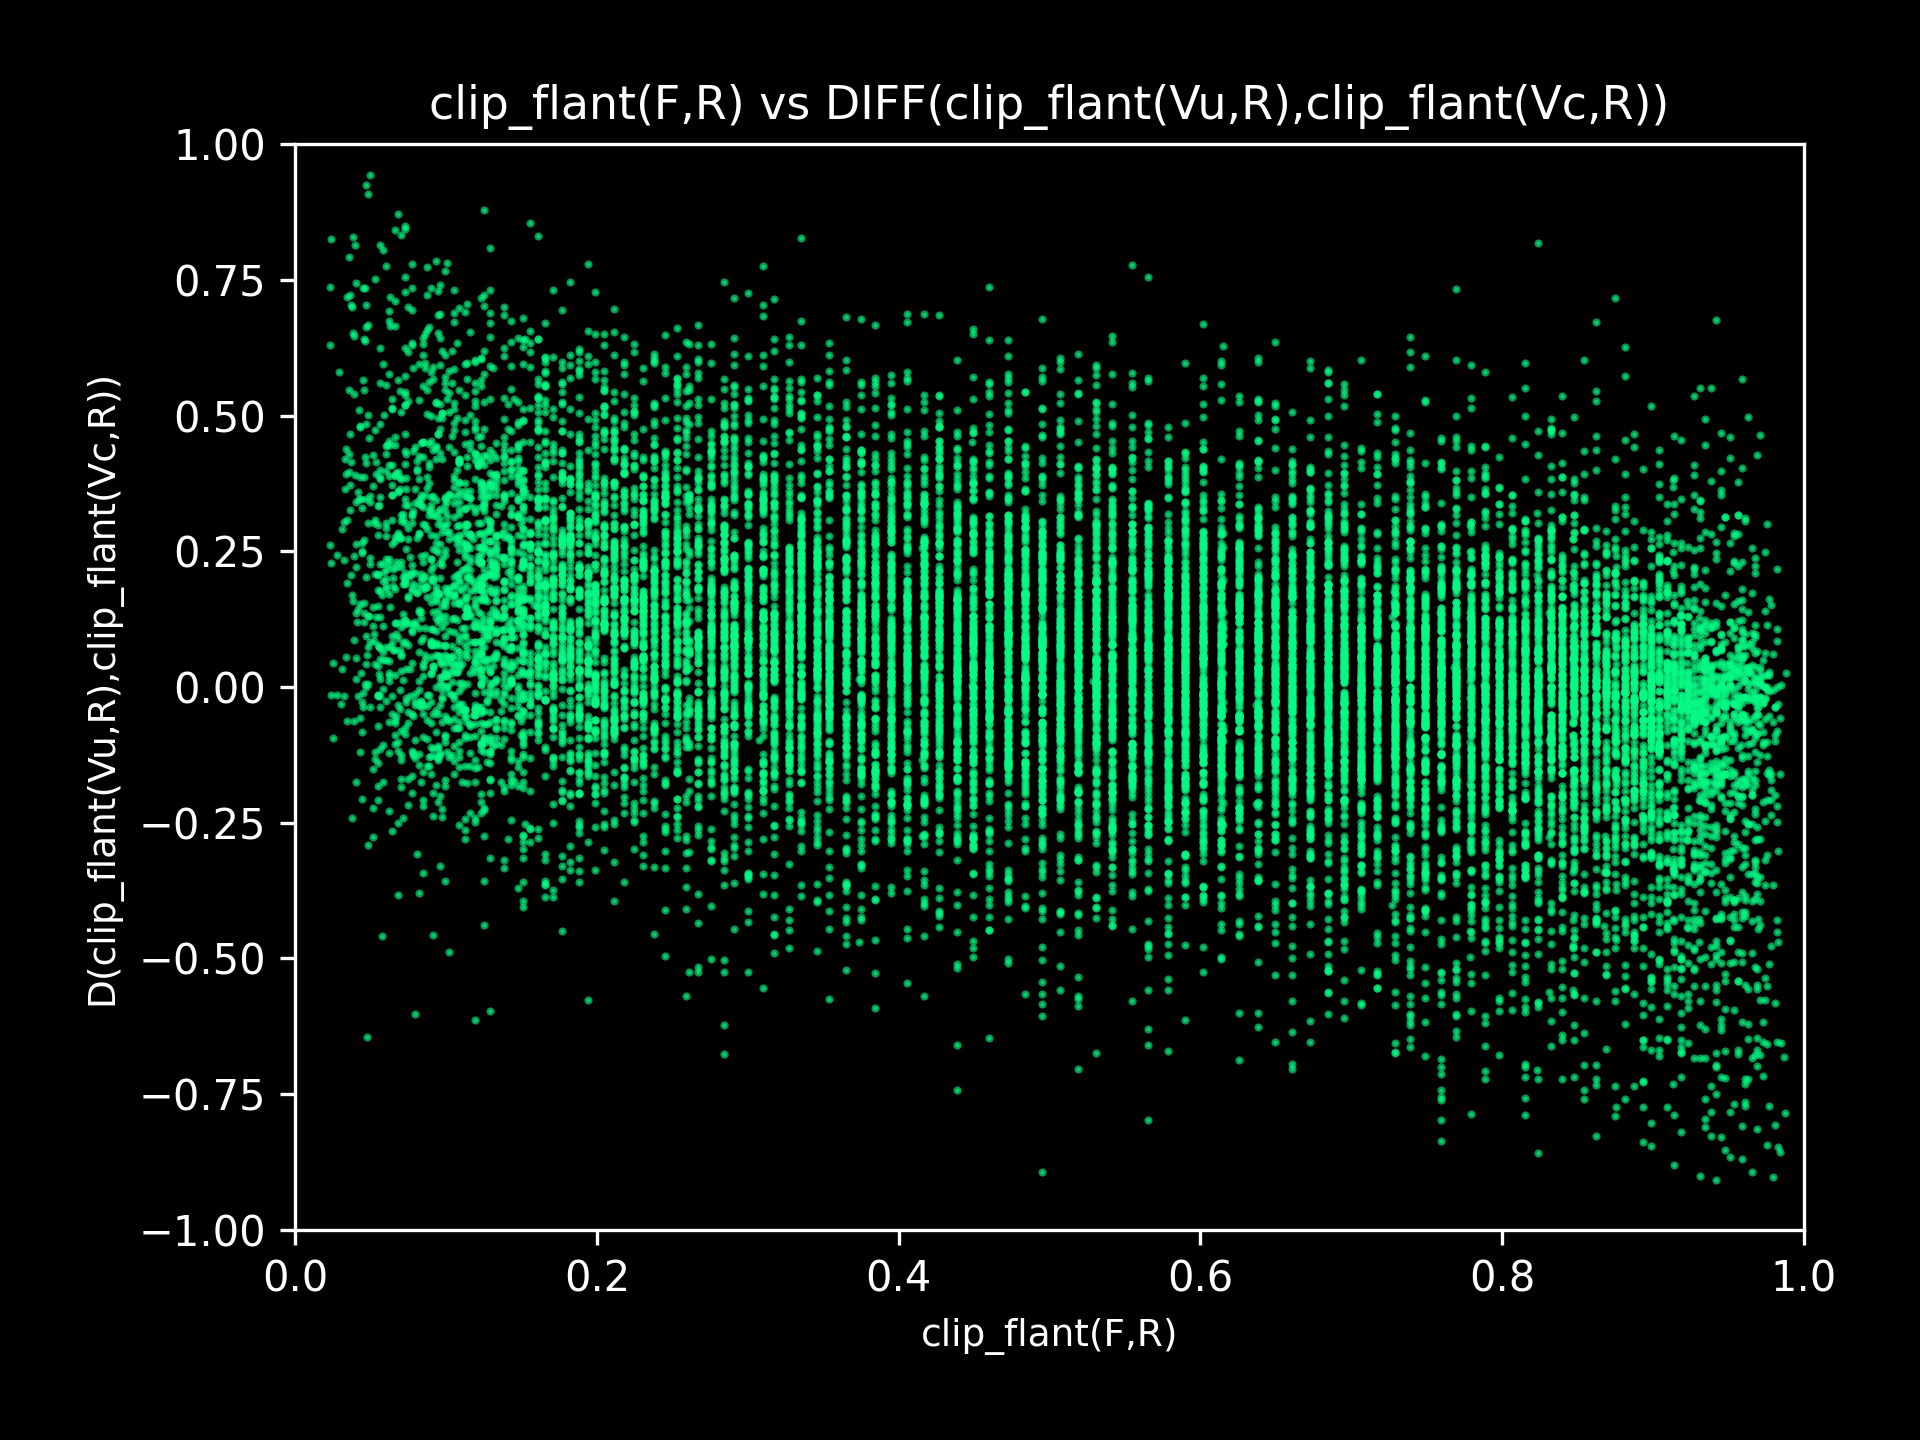 clip_flant(F,R) vs DIFF(clip_flant(Vu,R),clip_flant(Vc,R))
1.00
0.75
0.50
0.25
0.00
−0.25
−0.50
−0.75
−1.00
D(clip_flant(Vu,R),clip_flant(Vc,R))
0.0 0.2 0.4 0.6 0.8 1.0
clip_flant(F,R)